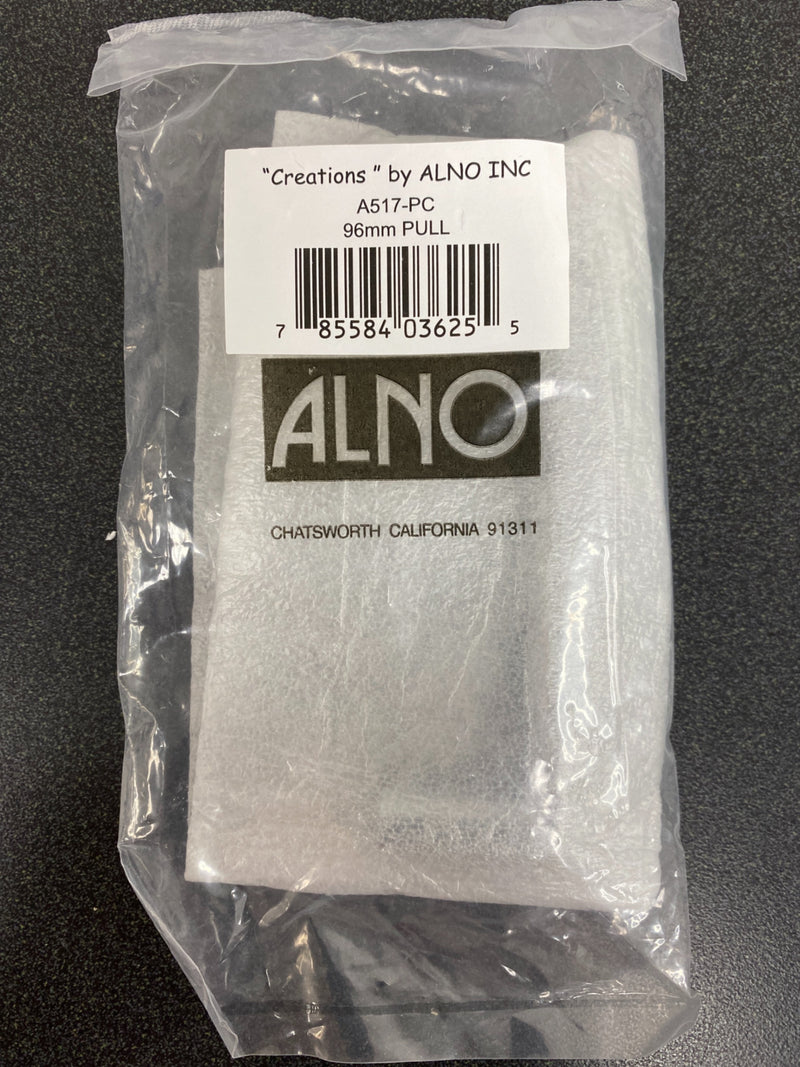 “Creations ” by ALNO INC
A517-PC
96mm PULL
7 85584 03625 5
ALNO
CHATSWORTH CALIFORNIA 91311